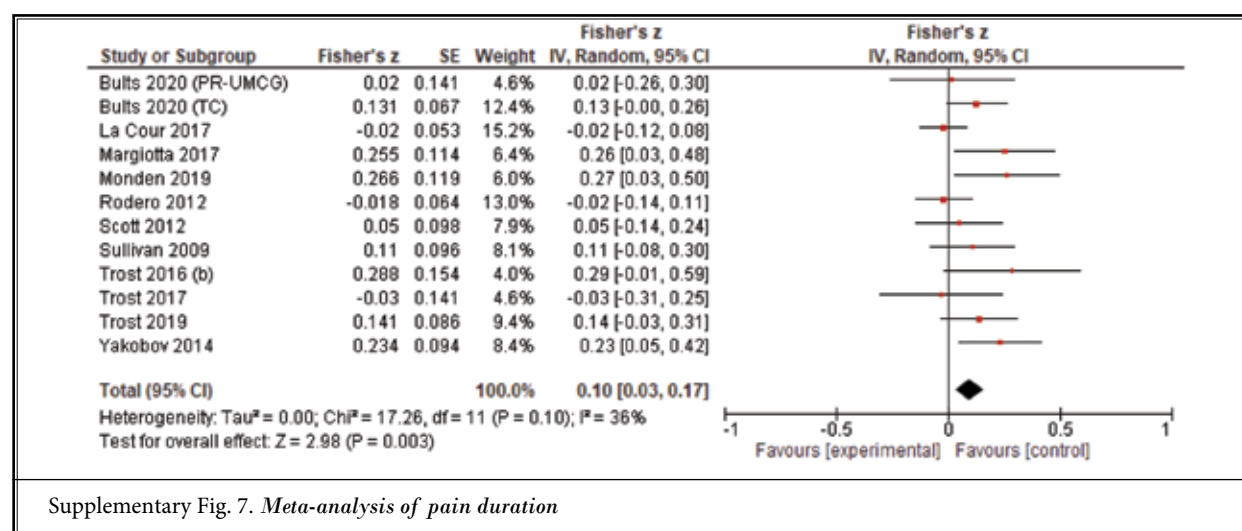 Fisher's z Fisher's z
Study or Subgroup Fisher's z SE Weight IV, Random, 95% CI IV, Random, 95% CI
Bults 2020 (PR-UMCG) 0.02 0.141 4.6% 0.02 [-0.26, 0.30]
Bults 2020 (TC) 0.131 0.067 12.4% 0.13 [-0.00, 0.26]
La Cour 2017 -0.02 0.053 15.2% -0.02 [-0.12, 0.08]
Margiotta 2017 0.255 0.114 6.4% 0.26 [0.03, 0.48]
Monden 2019 0.266 0.119 6.0% 0.27 [0.03, 0.50]
Rodero 2012 -0.018 0.064 13.0% -0.02 [-0.14, 0.11]
Scott 2012 0.05 0.098 7.9% 0.05 [-0.14, 0.24]
Sullivan 2009 0.11 0.096 8.1% 0.11 [-0.08, 0.30]
Trost 2016 (b) 0.288 0.154 4.0% 0.29 [-0.01, 0.59]
Trost 2017 -0.03 0.141 4.6% -0.03 [-0.31, 0.25]
Trost 2019 0.141 0.086 9.4% 0.14 [-0.03, 0.31]
Yakobov 2014 0.234 0.094 8.4% 0.23 [0.05, 0.42]
Total (95% CI) 100.0% 0.10 [0.03, 0.17]
Heterogeneity: Tau² = 0.00; Chi² = 17.26, df = 11 (P = 0.10); I² = 36%
Test for overall effect: Z = 2.98 (P = 0.003)
-1 -0.5 0 0.5 1
Favours [experimental] Favours [control]
Supplementary Fig. 7. Meta-analysis of pain duration